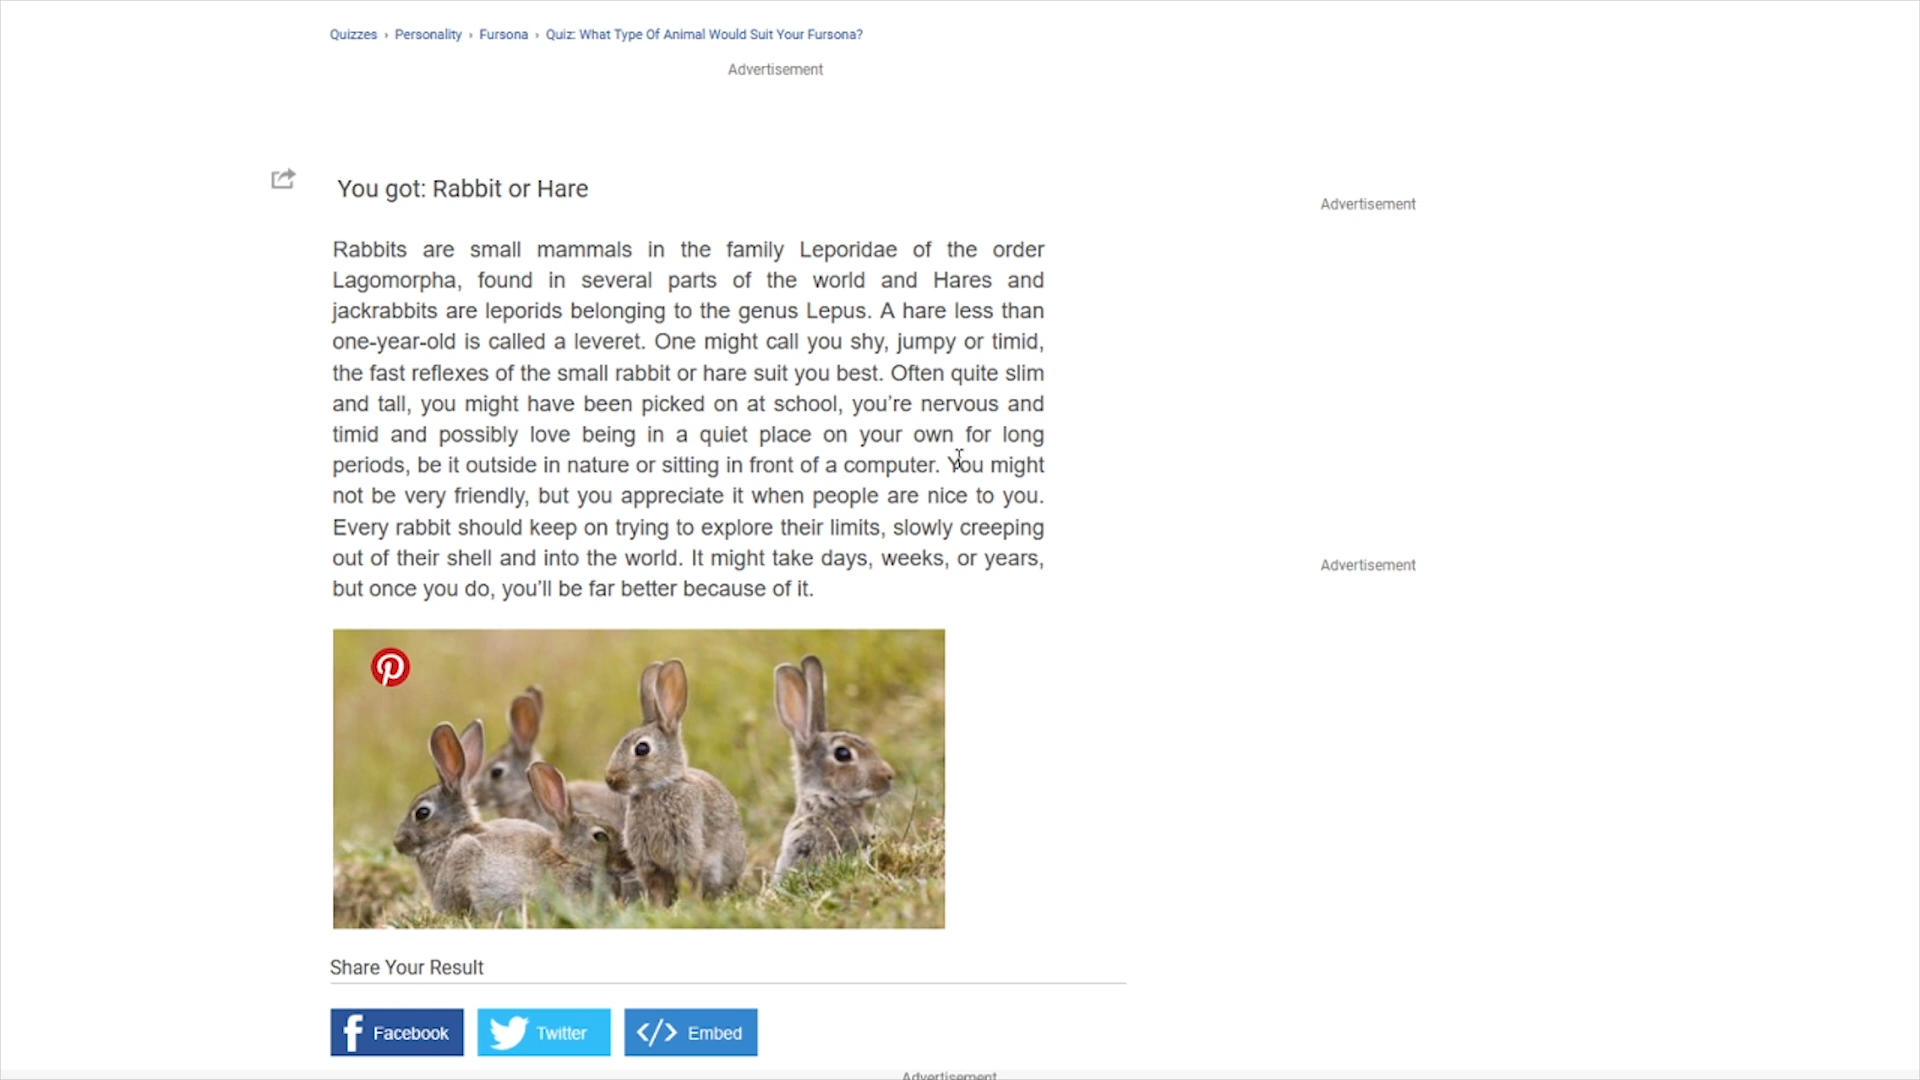 Quizzes › Personality › Fursona › Quiz: What Type Of Animal Would Suit Your Fursona?
Advertisement
You got: Rabbit or Hare
Advertisement
Rabbits are small mammals in the family Leporidae of the order
Lagomorpha, found in several parts of the world and Hares and
jackrabbits are leporids belonging to the genus Lepus. A hare less than
one-year-old is called a leveret. One might call you shy, jumpy or timid,
the fast reflexes of the small rabbit or hare suit you best. Often quite slim
and tall, you might have been picked on at school, you’re nervous and
timid and possibly love being in a quiet place on your own for long
periods, be it outside in nature or sitting in front of a computer. You might
not be very friendly, but you appreciate it when people are nice to you.
Every rabbit should keep on trying to explore their limits, slowly creeping
out of their shell and into the world. It might take days, weeks, or years,
but once you do, you’ll be far better because of it.
Advertisement
Share Your Result
Facebook
Twitter
Embed
Advertisement